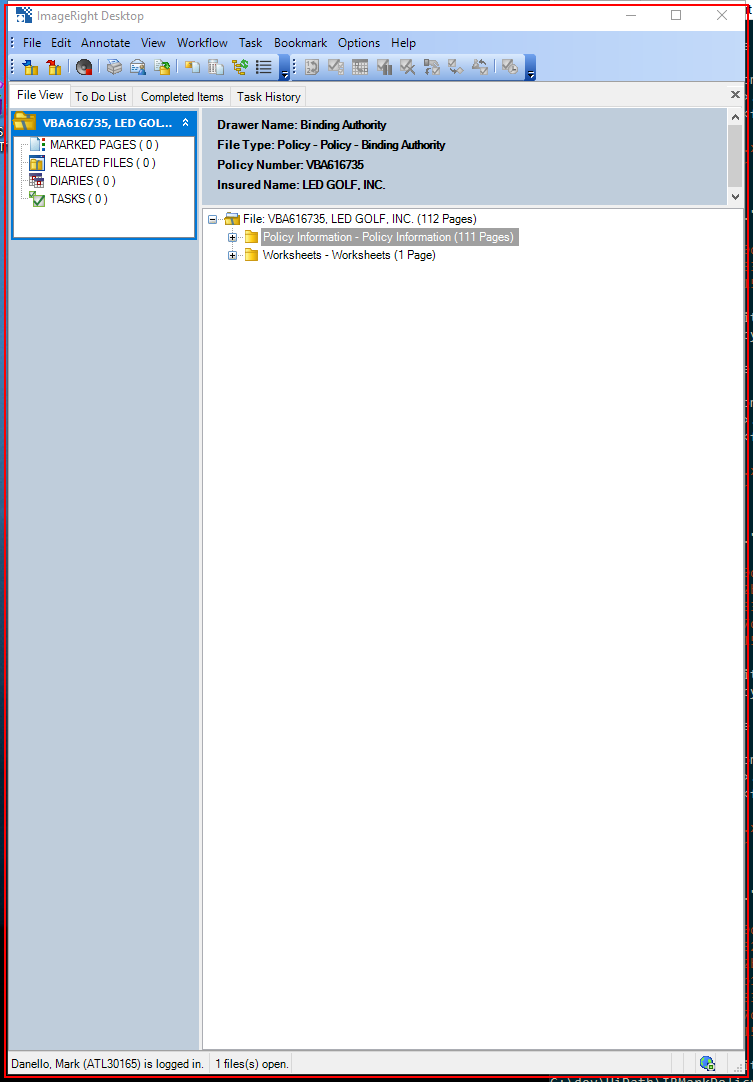 ImageRight Desktop
File Edit Annotate View Workflow Task Bookmark Options Help
File View To Do List Completed Items Task History
VBA616735, LED GOL...
MARKED PAGES ( 0 )
RELATED FILES ( 0 )
DIARIES ( 0 )
TASKS ( 0 )
Drawer Name: Binding Authority
File Type: Policy - Policy - Binding Authority
Policy Number: VBA616735
Insured Name: LED GOLF, INC.
File: VBA616735, LED GOLF, INC. (112 Pages)
Policy Information - Policy Information (111 Pages)
Worksheets - Worksheets (1 Page)
Danello, Mark (ATL30165) is logged in. 1 files(s) open.